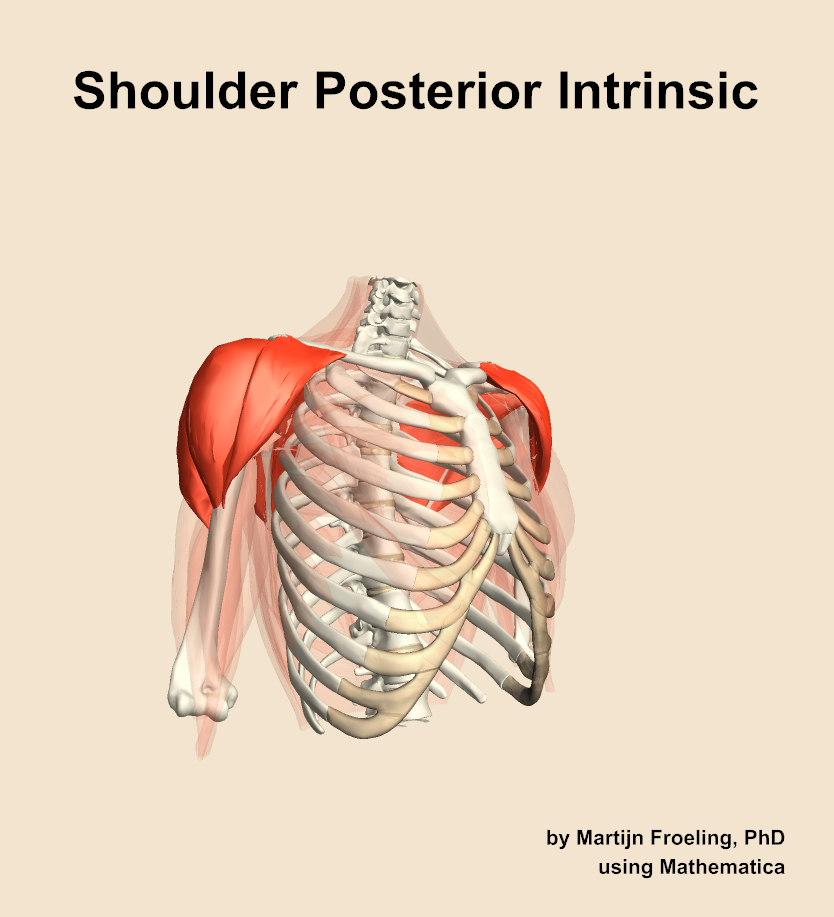 Shoulder Posterior Intrinsic
by Martijn Froeling, PhD
using Mathematica